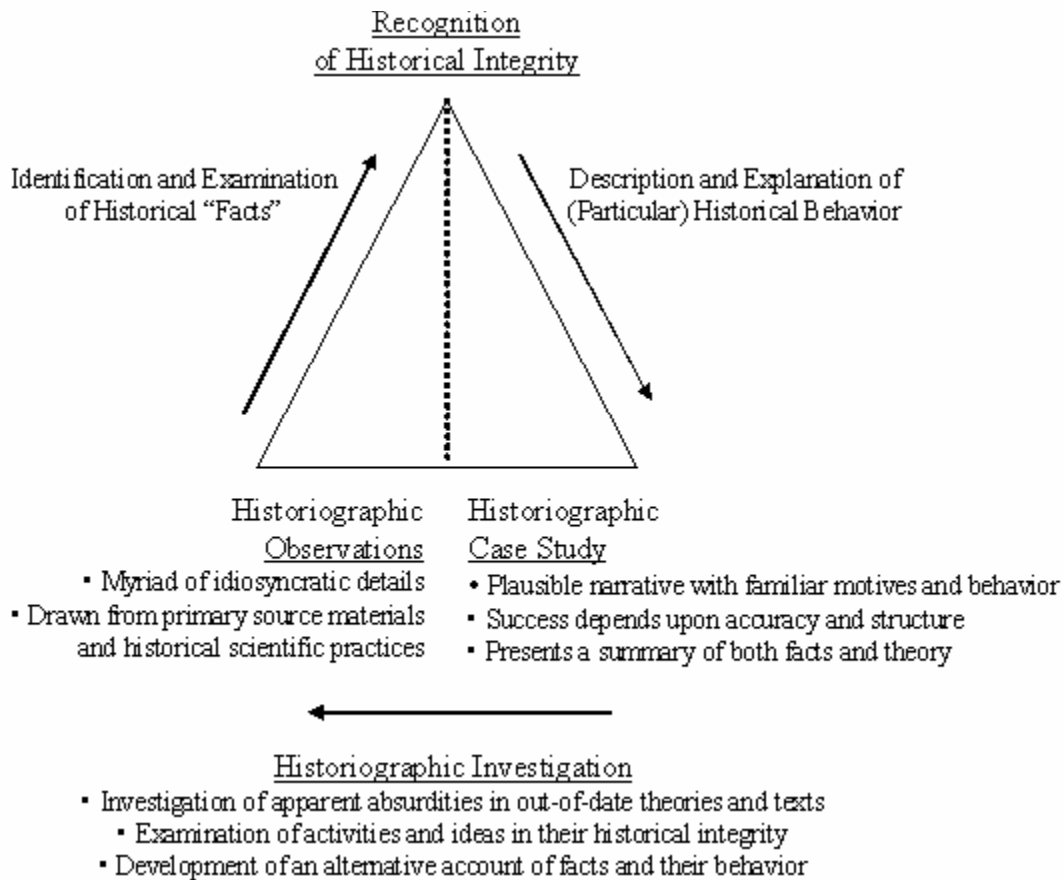 Recognition
of Historical Integrity
Identification and Examination
of Historical “Facts”
Description and Explanation of
(Particular) Historical Behavior
Historiographic
Observations
▪ Myriad of idiosyncratic details
▪ Drawn from primary source materials
and historical scientific practices
Historiographic
Case Study
• Plausible narrative with familiar motives and behavior
▪ Success depends upon accuracy and structure
▪ Presents a summary of both facts and theory
Historiographic Investigation
▪ Investigation of apparent absurdities in out-of-date theories and texts
▪ Examination of activities and ideas in their historical integrity
▪ Development of an alternative account of facts and their behavior